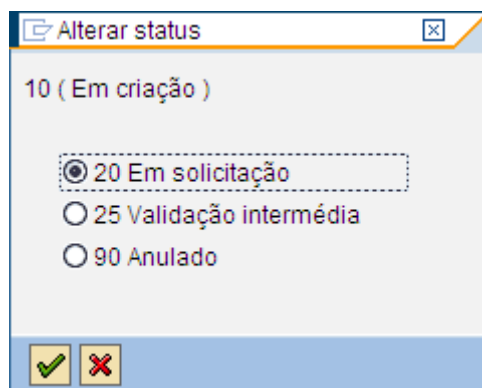 Alterar status
10 ( Em criação )
20 Em solicitação
25 Validação intermédia
90 Anulado